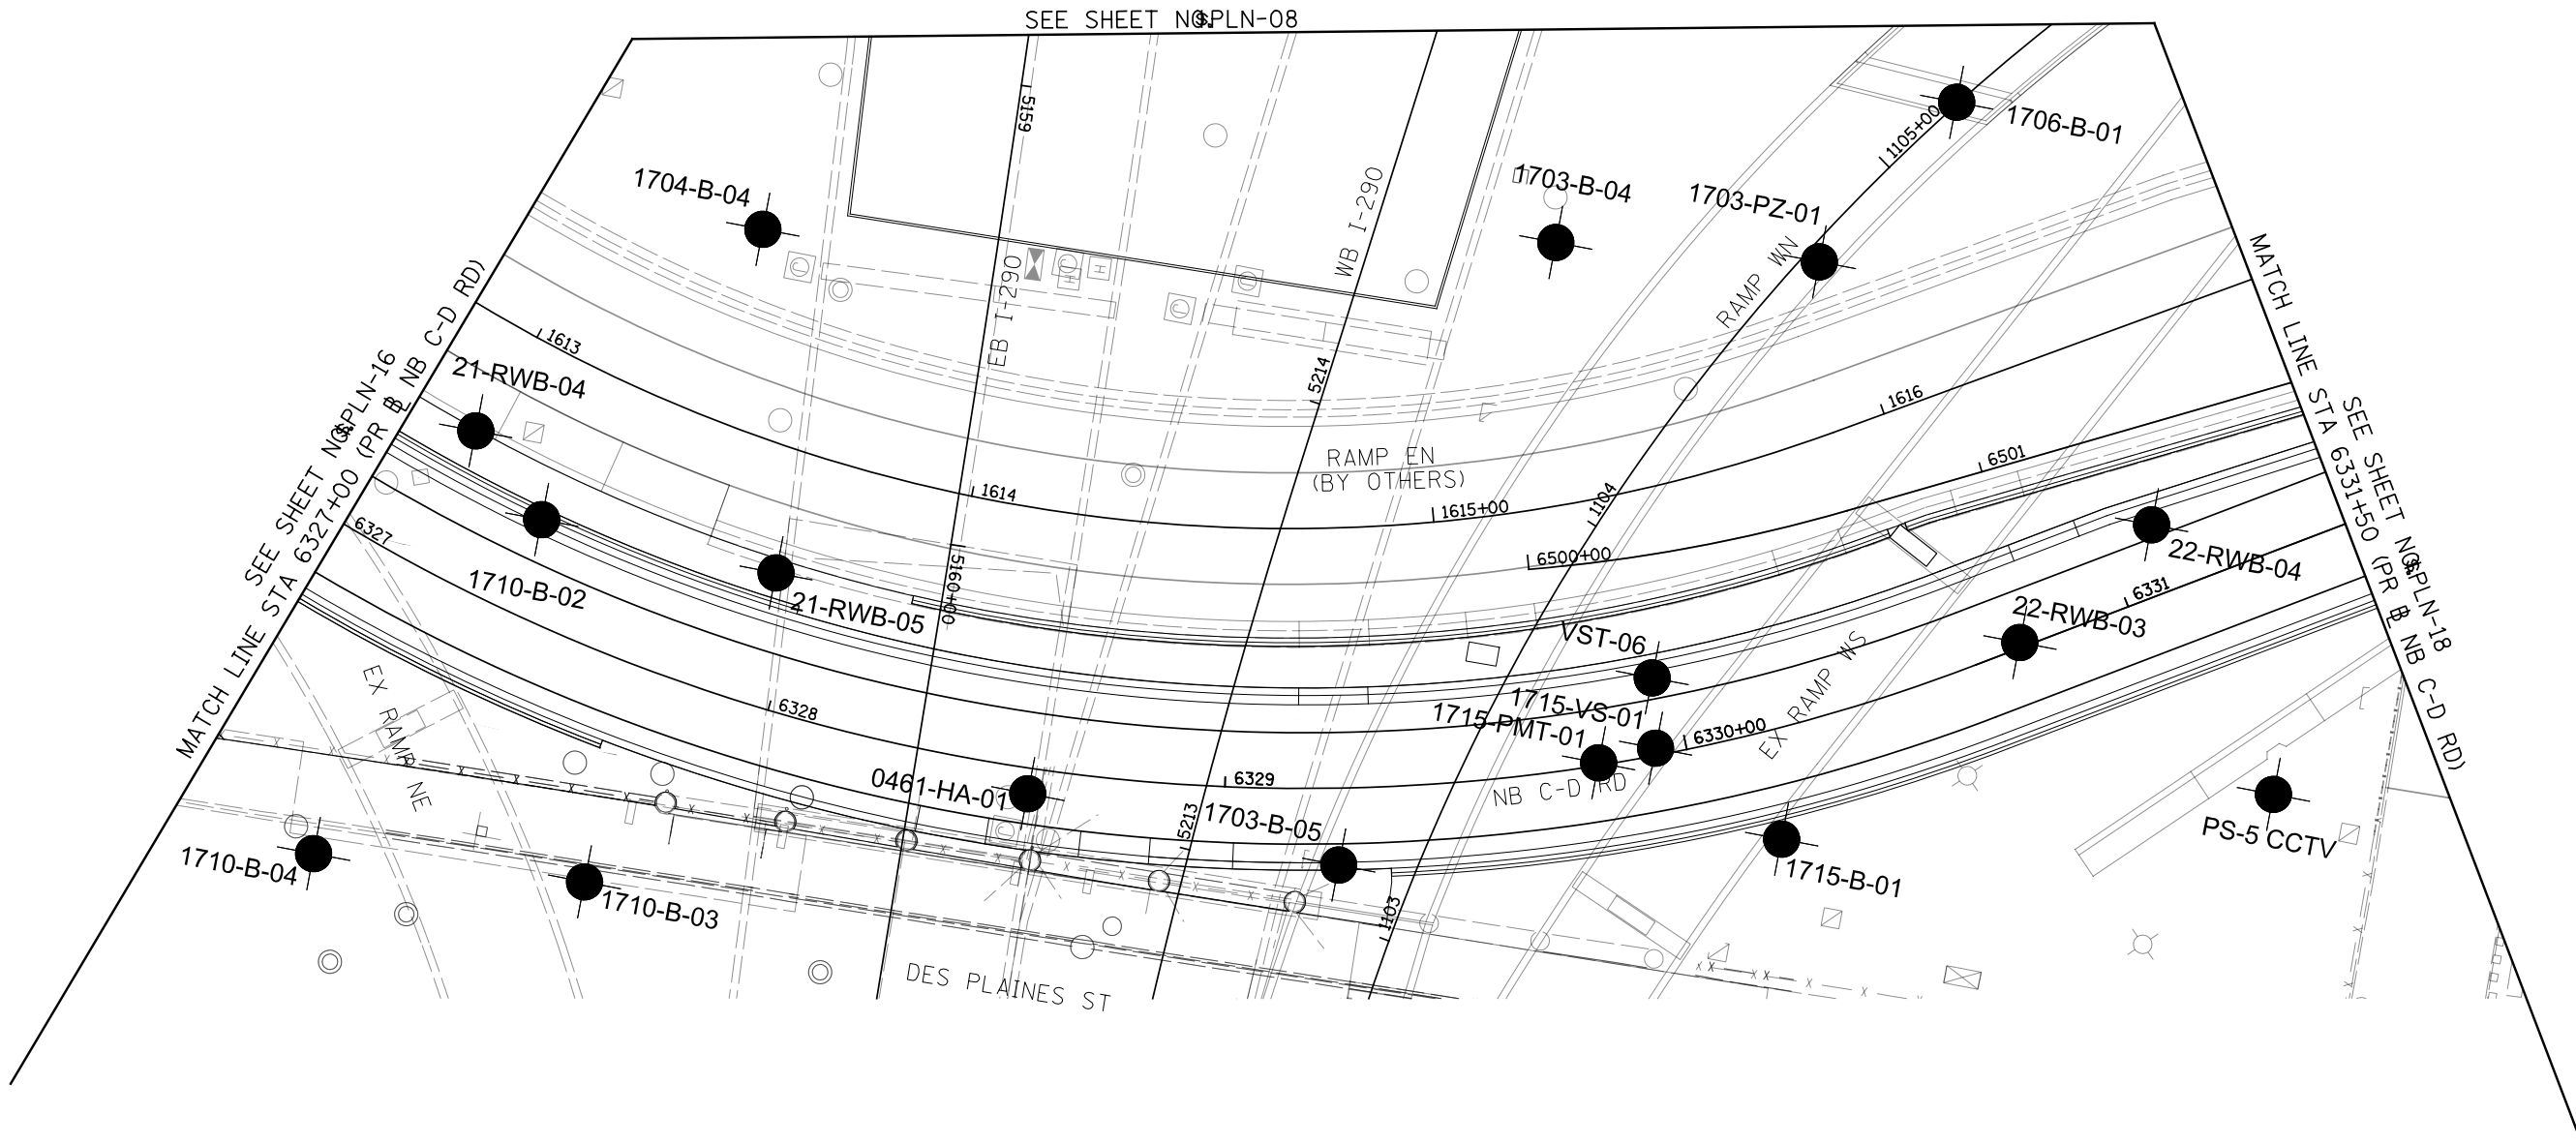 SEE SHEET NO. $PLN-08
5159
1706-B-01
1105+00
1704-B-04
1703-B-04
1703-PZ-01
WB I-290
EB I-290
RAMP WN
MATCH LINE STA 6331+50 (PR B NB C-D RD)
SEE SHEET NO. $PLN-18
SEE SHEET NO. $PLN-16
MATCH LINE STA 6327+00 (PR B NB C-D RD)
1613
21-RWB-04
5214
1616
RAMP EN
(BY OTHERS)
6501
1614
1615+00
1104
6327
6500+00
5160+00
1710-B-02
21-RWB-05
22-RWB-04
6331
22-RWB-03
VST-06
EX RAMP WS
EX RAMP NE
6328
1715-VS-01
1715-PMT-01
6330+00
0461-HA-01
6329
NB C-D RD
5213
1703-B-05
PS-5 CCTV
1710-B-04
1710-B-03
1715-B-01
1103
DES PLAINES ST